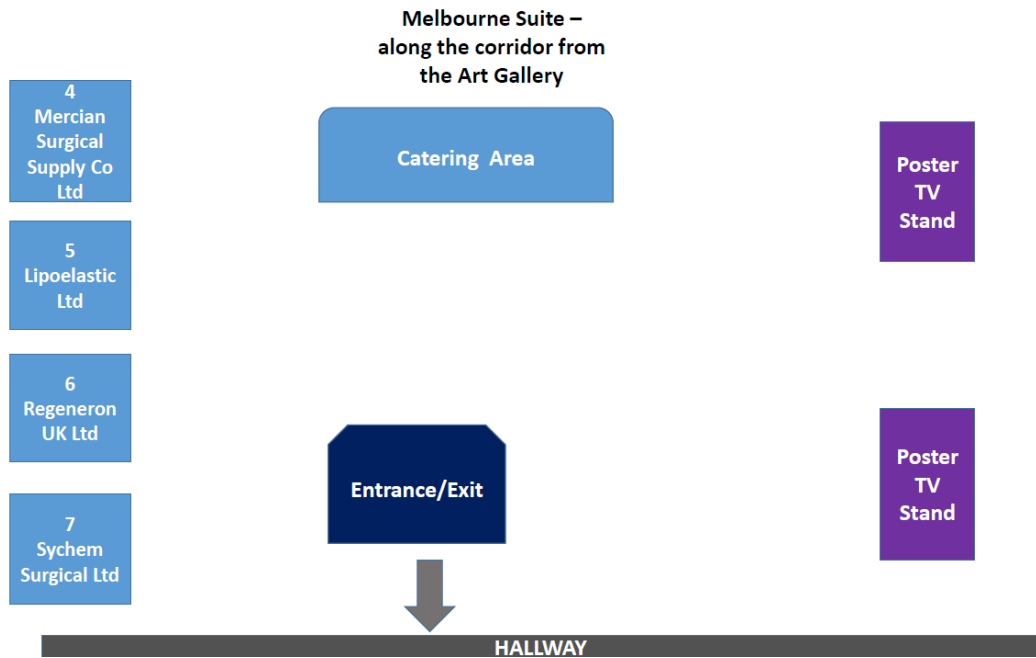 Melbourne Suite –
along the corridor from
the Art Gallery
4
Mercian
Surgical
Supply Co
Ltd
Catering Area
Poster
TV
Stand
5
Lipoelastic
Ltd
6
Regeneron
UK Ltd
Entrance/Exit
Poster
TV
Stand
7
Sychem
Surgical Ltd
HALLWAY